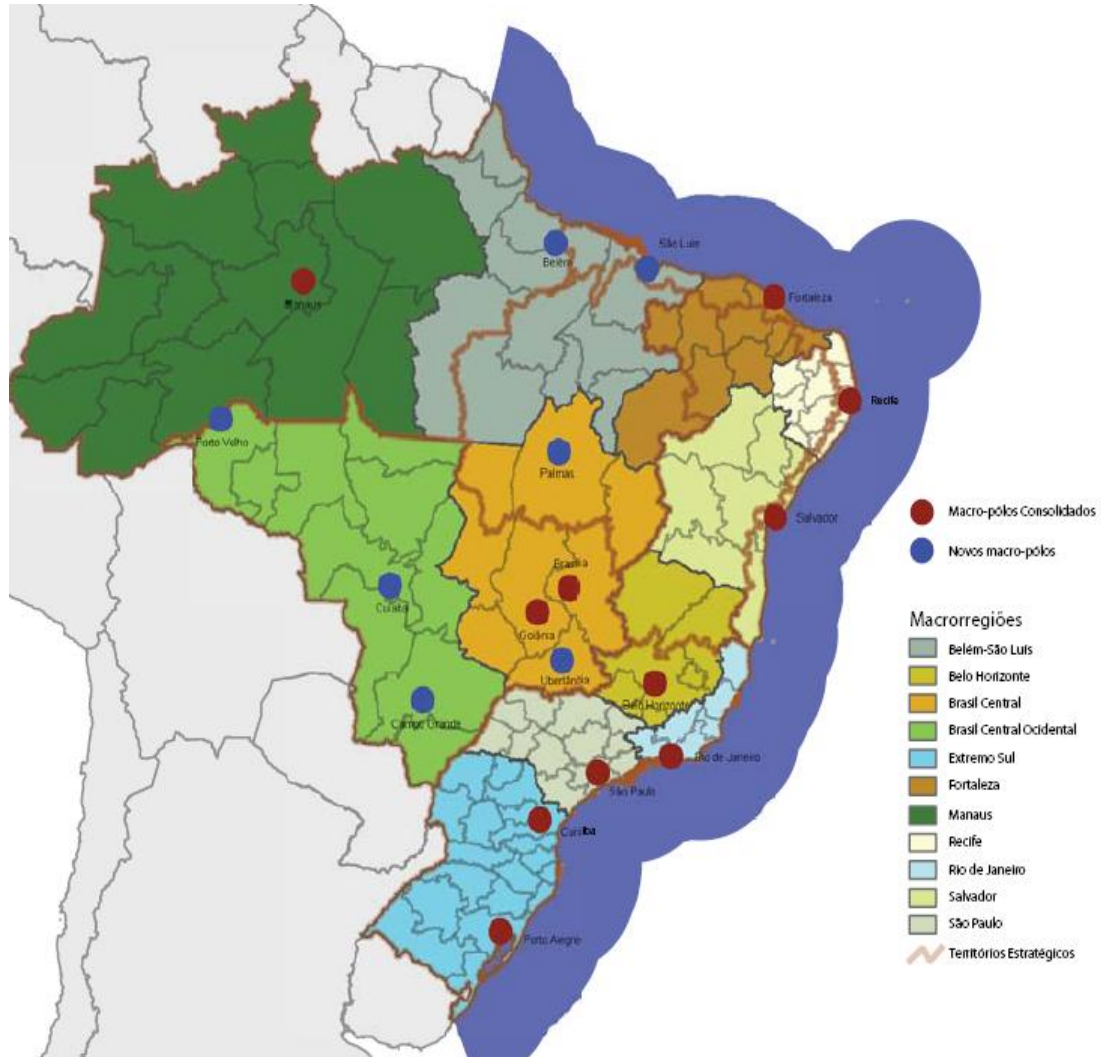 São Luís
Belém
Fortaleza
Manaus
Recife
Porto Velho
Palmas
Salvador
Brasília
Cuiabá
Goiânia
Uberlândia
Campo Grande
Belo Horizonte
Rio de Janeiro
São Paulo
Curitiba
Porto Alegre
Macro-pólos Consolidados
Novos macro-pólos
Macrorregiões
Belém-São Luís
Belo Horizonte
Brasil Central
Brasil Central Ocidental
Extremo Sul
Fortaleza
Manaus
Recife
Rio de Janeiro
Salvador
São Paulo
Territórios Estratégicos